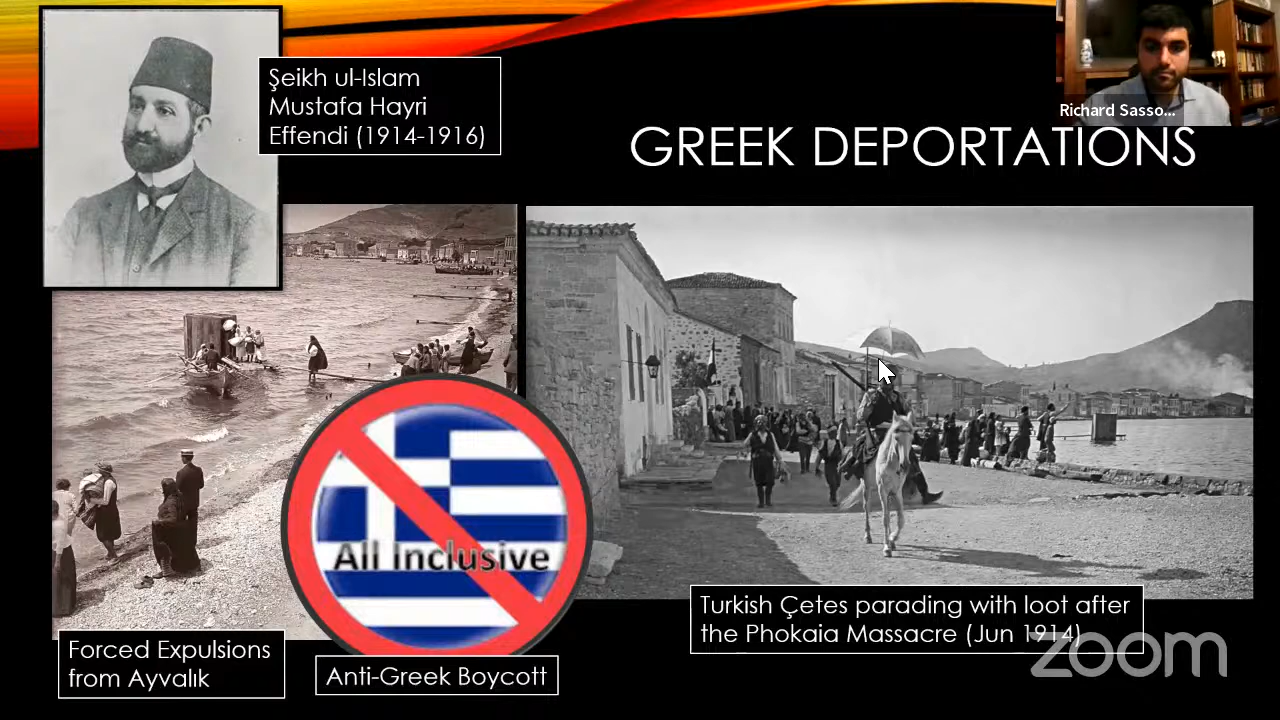 Şeikh ul-Islam
Mustafa Hayri
Effendi (1914-1916)
Richard Sasso...
GREEK DEPORTATIONS
All Inclusive
Turkish Çetes parading with loot after
the Phokaia Massacre (Jun 1914)
Forced Expulsions
from Ayvalık
Anti-Greek Boycott
zoom